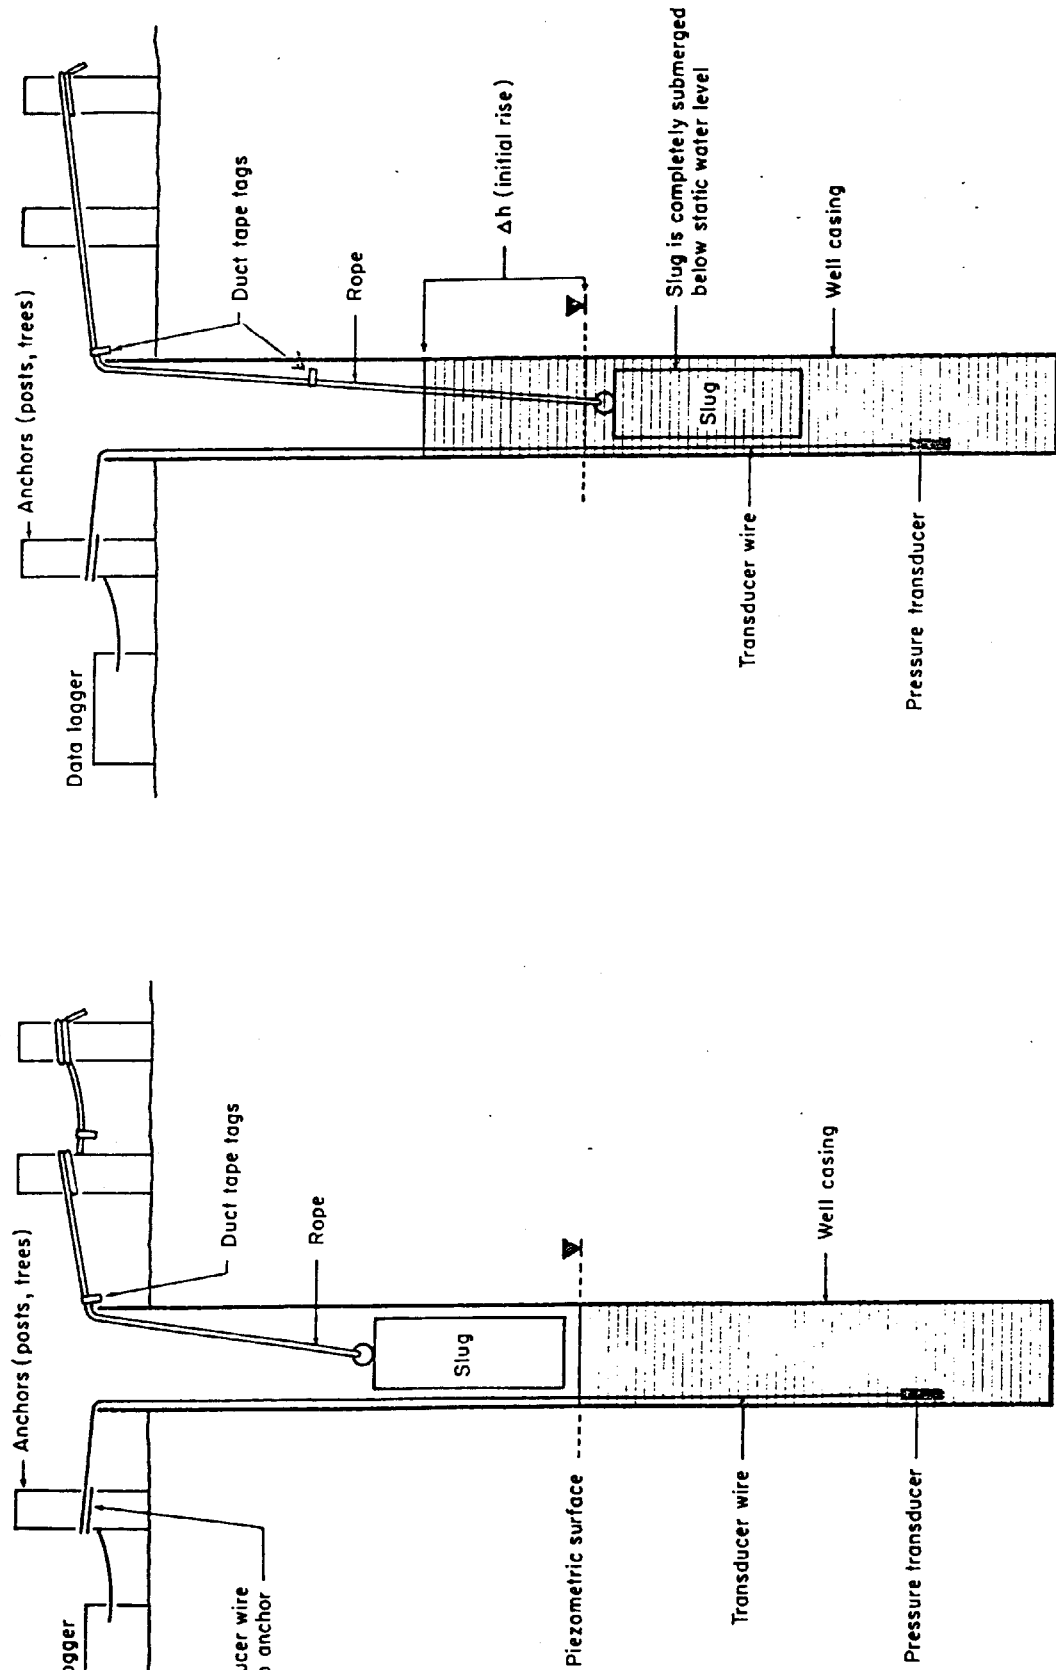 Data logger
Anchors (posts, trees)
Duct tape tags
Rope
Δh (initial rise)
Slug is completely submerged
below static water level
Slug
Well casing
Transducer wire
Pressure transducer
Anchors (posts, trees)
wire
anchor
Duct tape tags
Rope
Slug
Piezometric surface
Well casing
Transducer wire
Pressure transducer